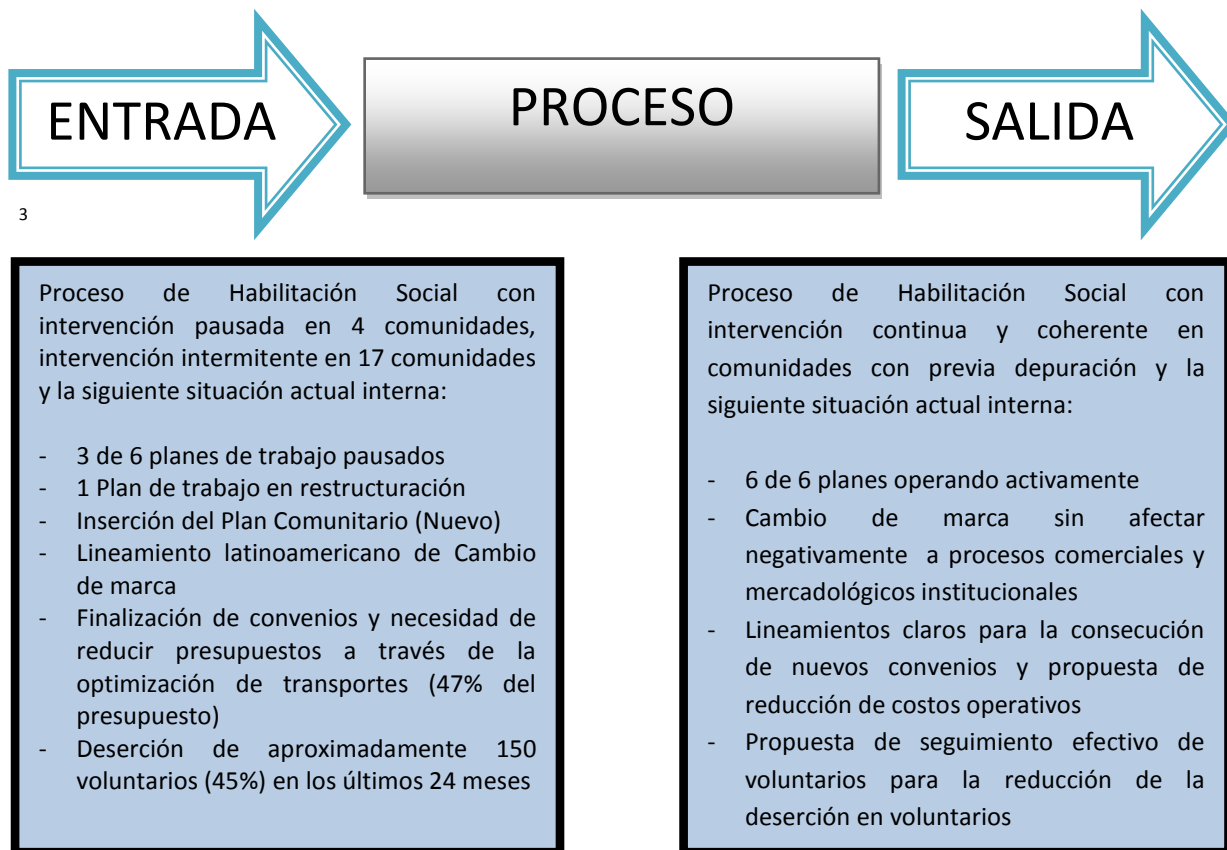 ENTRADA
PROCESO
SALIDA
3
Proceso de Habilitación Social con
intervención pausada en 4 comunidades,
intervención intermitente en 17 comunidades
y la siguiente situación actual interna:
- 3 de 6 planes de trabajo pausados
- 1 Plan de trabajo en restructuración
- Inserción del Plan Comunitario (Nuevo)
- Lineamiento latinoamericano de Cambio
de marca
- Finalización de convenios y necesidad de
reducir presupuestos a través de la
optimización de transportes (47% del
presupuesto)
- Deserción de aproximadamente 150
voluntarios (45%) en los últimos 24 meses
Proceso de Habilitación Social con
intervención continua y coherente en
comunidades con previa depuración y la
siguiente situación actual interna:
- 6 de 6 planes operando activamente
- Cambio de marca sin afectar
negativamente a procesos comerciales y
mercadológicos institucionales
- Lineamientos claros para la consecución
de nuevos convenios y propuesta de
reducción de costos operativos
- Propuesta de seguimiento efectivo de
voluntarios para la reducción de la
deserción en voluntarios